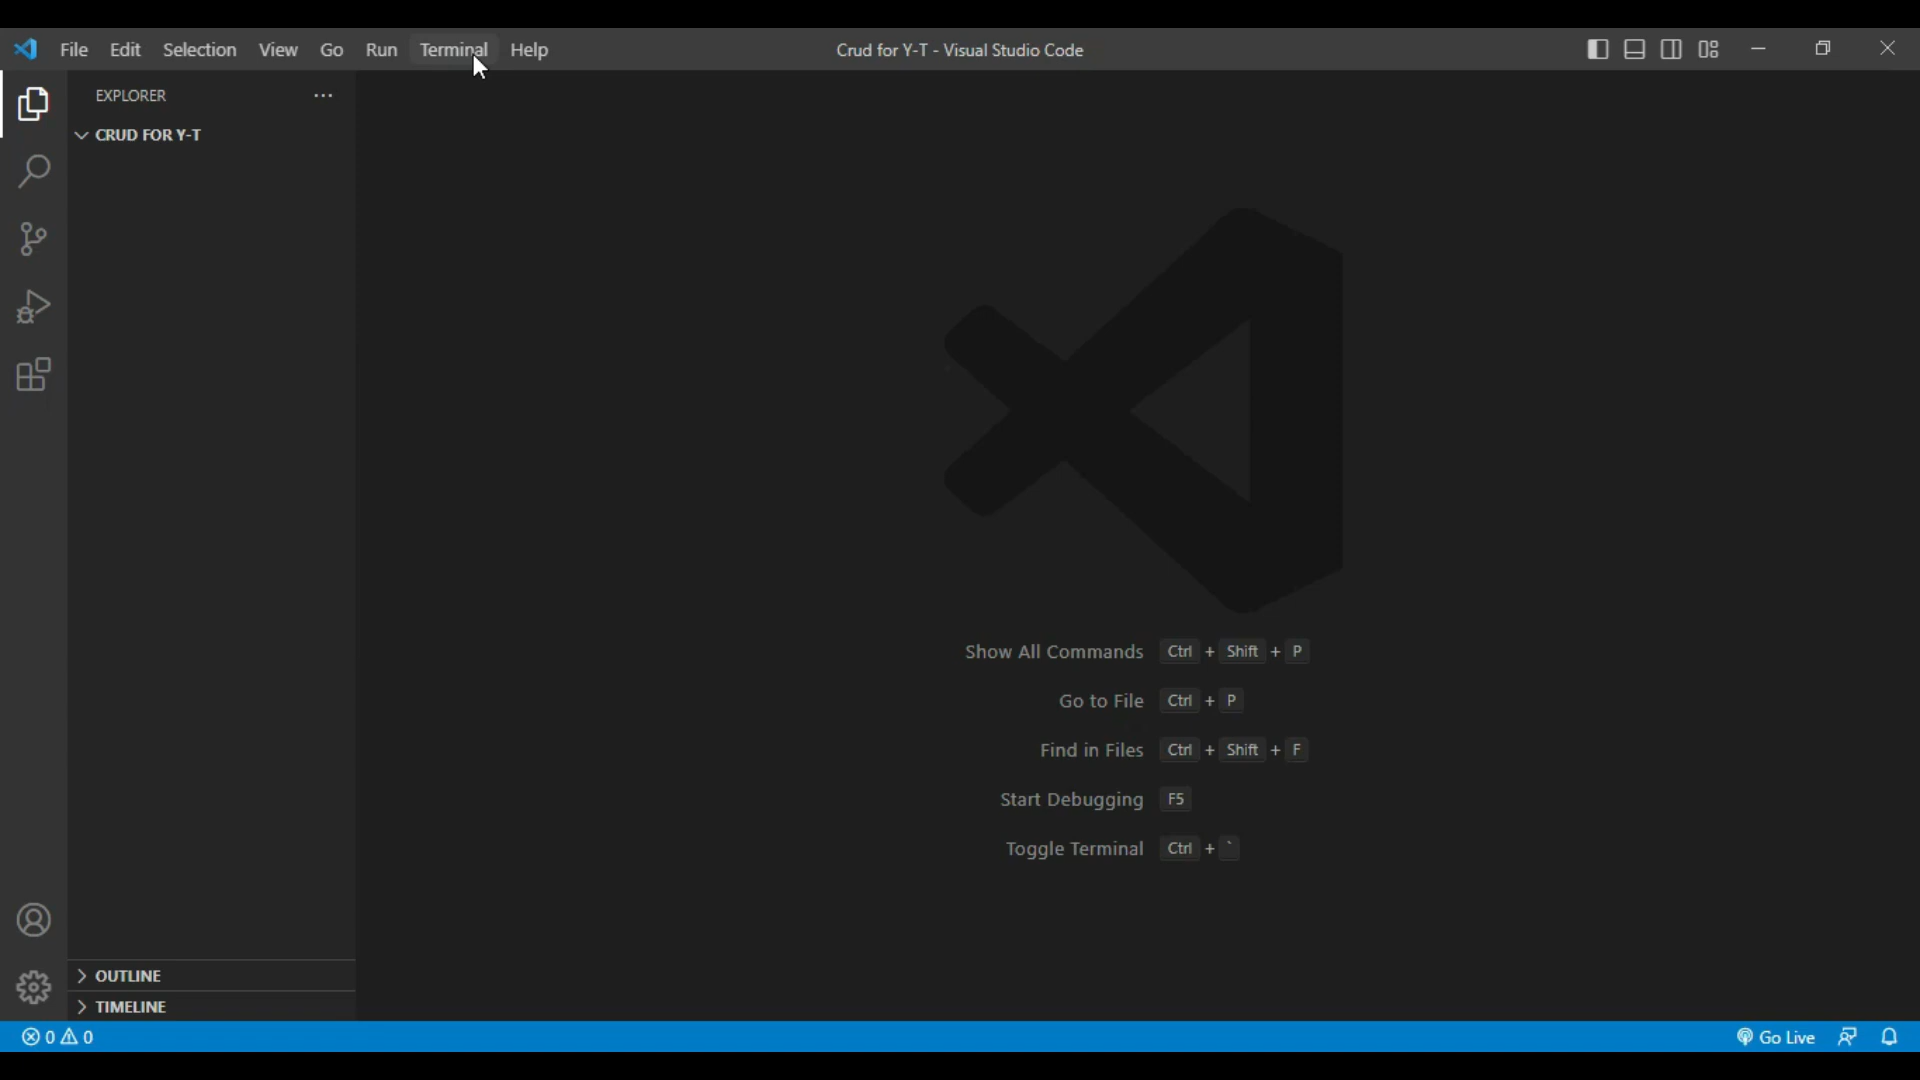 File Edit Selection View Go Run Terminal Help Crud for Y-T - Visual Studio Code
EXPLORER ···
CRUD FOR Y-T
Show All Commands Ctrl + Shift + P
Go to File Ctrl + P
Find in Files Ctrl + Shift + F
Start Debugging F5
Toggle Terminal Ctrl + `
OUTLINE
TIMELINE
0 0 Go Live